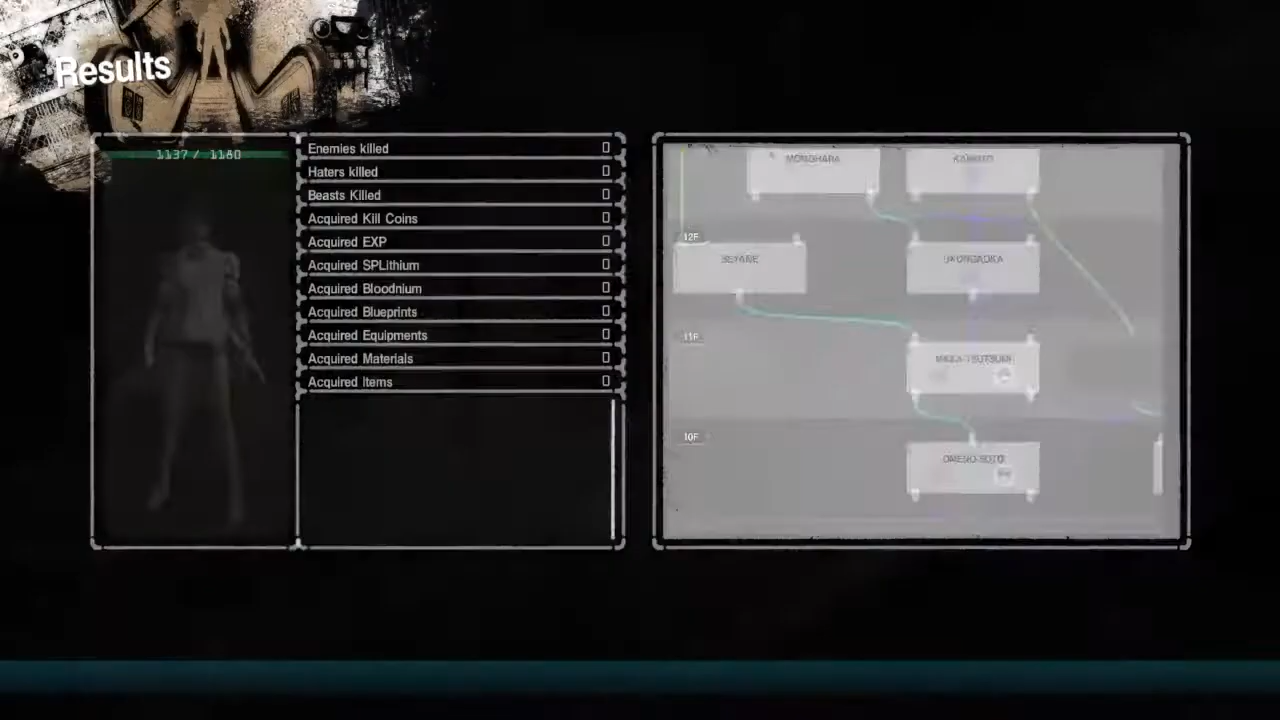 Results
1137 / 1180
Enemies killed 0
Haters killed 0
Beasts Killed 0
Acquired Kill Coins 0
Acquired EXP 0
Acquired SPLithium 0
Acquired Bloodnium 0
Acquired Blueprints 0
Acquired Equipments 0
Acquired Materials 0
Acquired Items 0
MONOHARA
12F
11F
10F